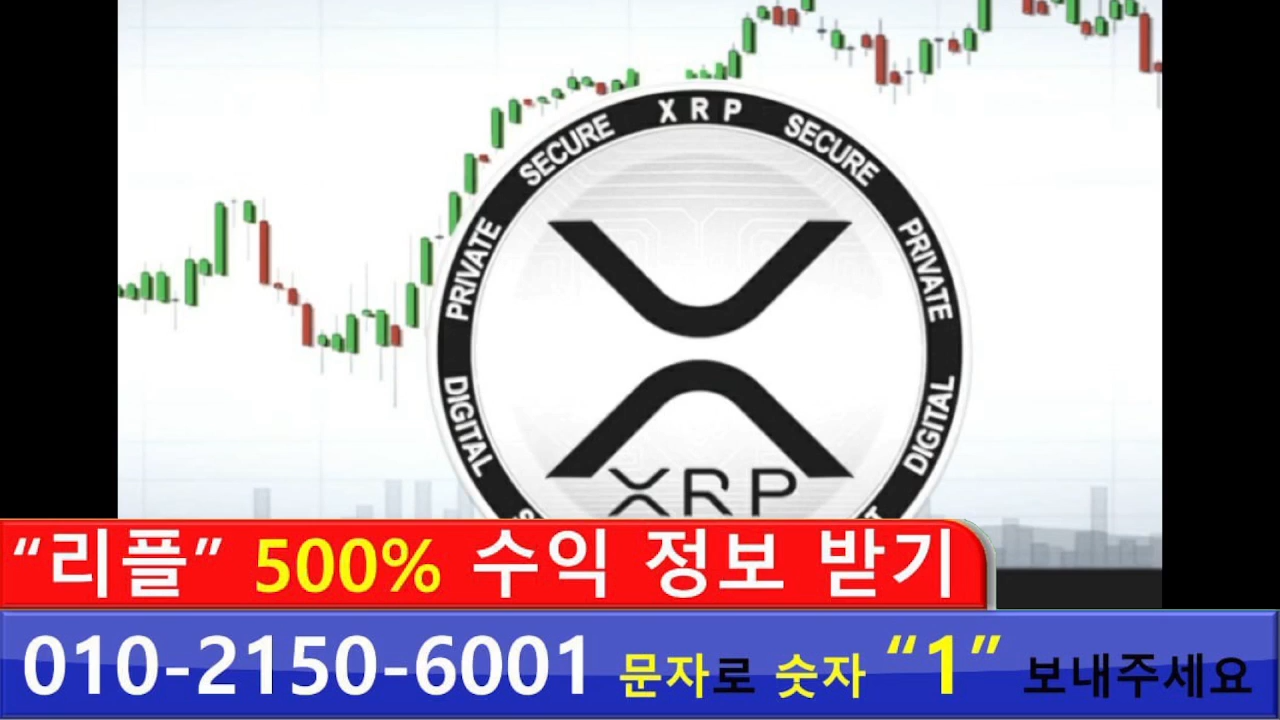 XRP
SECURE
SECURE
PRIVATE
PRIVATE
DIGITAL
DIGITAL
XRP
“리플” 500% 수익 정보 받기
010-2150-6001 문자로 숫자 “1” 보내주세요